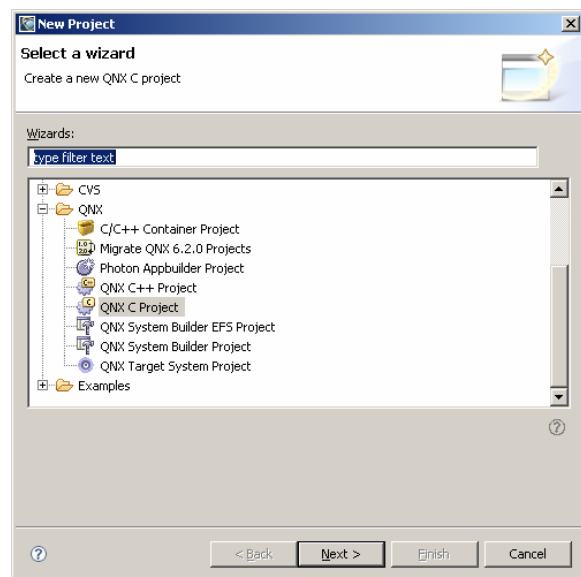 New Project
Select a wizard
Create a new QNX C project
Wizards:
type filter text
CVS
QNX
C/C++ Container Project
Migrate QNX 6.2.0 Projects
Photon Appbuilder Project
QNX C++ Project
QNX C Project
QNX System Builder EFS Project
QNX System Builder Project
QNX Target System Project
Examples
< Back
Next >
Finish
Cancel